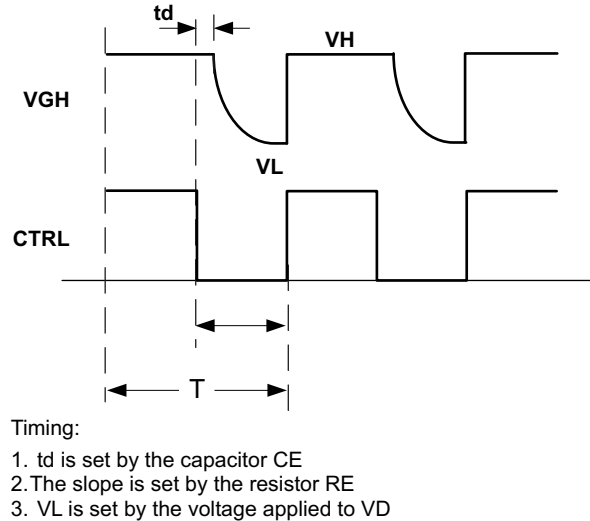 td
VH
VGH
VL
CTRL
T
Timing:
1. td is set by the capacitor CE
2.The slope is set by the resistor RE
3. VL is set by the voltage applied to VD